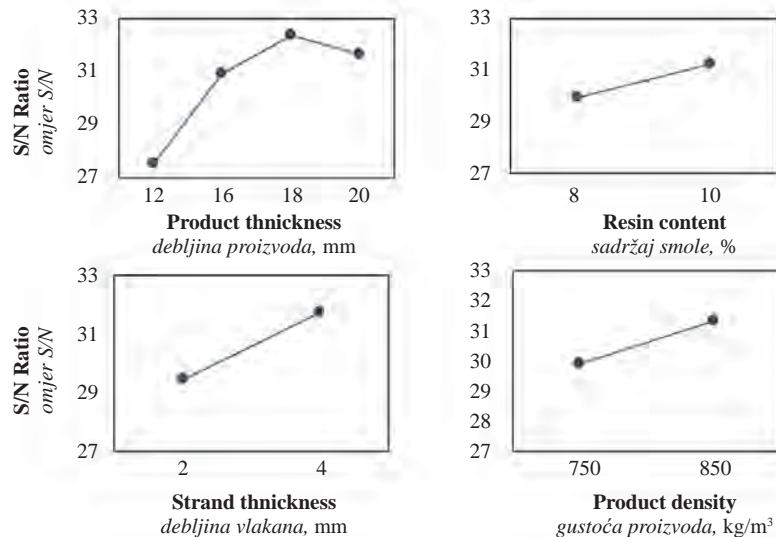 33
31
29
27
S/N Ratio
omjer S/N
12 16 18 20
Product thnickness
debljina proizvoda, mm
33
31
29
27
8 10
Resin content
sadržaj smole, %
33
31
29
27
S/N Ratio
omjer S/N
2 4
Strand thnickness
debljina vlakana, mm
33
32
31
30
29
28
27
750 850
Product density
gustoća proizvoda, kg/m³